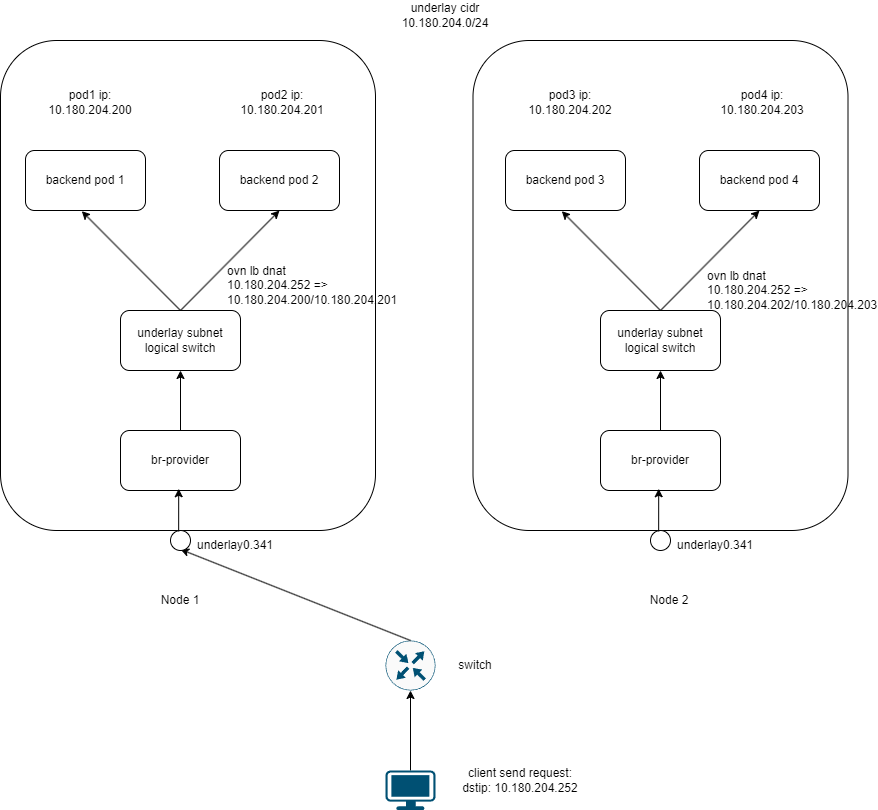 underlay cidr
10.180.204.0/24
pod1 ip:
10.180.204.200
pod2 ip:
10.180.204.201
pod3 ip:
10.180.204.202
pod4 ip:
10.180.204.203
backend pod 1
backend pod 2
backend pod 3
backend pod 4
ovn lb dnat
10.180.204.252 =>
10.180.204.200/10.180.204.201
ovn lb dnat
10.180.204.252 =>
10.180.204.202/10.180.204.203
underlay subnet
logical switch
underlay subnet
logical switch
br-provider
br-provider
underlay0.341
underlay0.341
Node 1
Node 2
switch
client send request:
dstip: 10.180.204.252